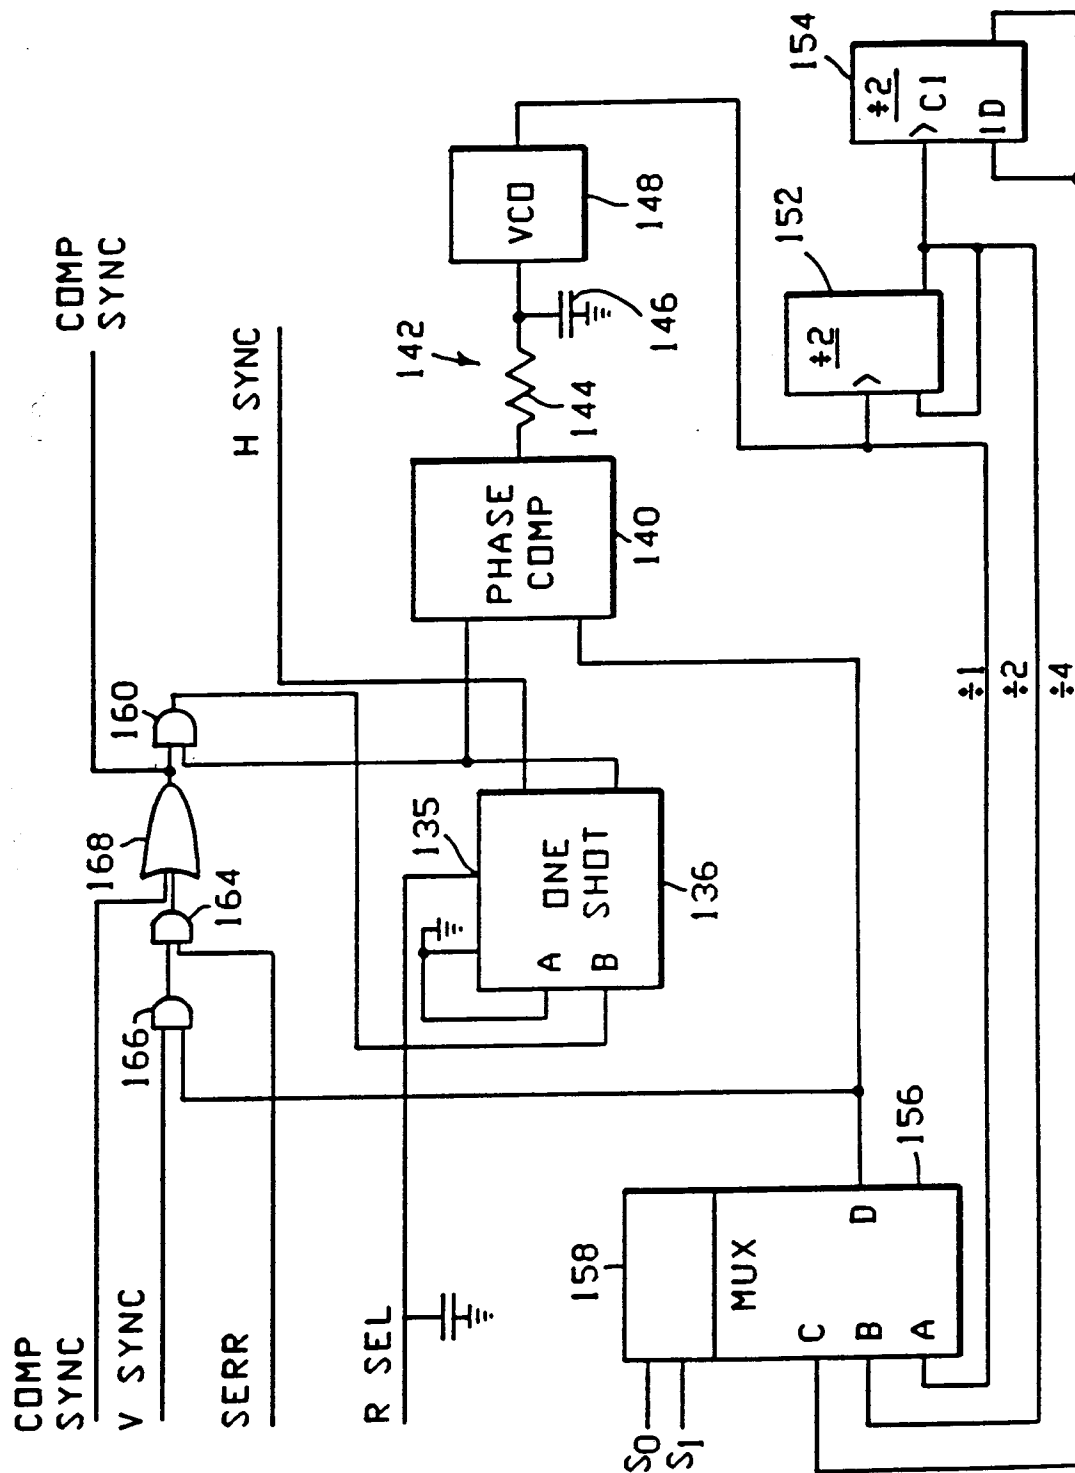 COMP
SYNC
V SYNC
SERR
R SEL
S0
S1
166
164
168
160
COMP
SYNC
H SYNC
135
A
B
ONE
SHOT
136
PHASE
COMP
140
142
144
146
VCO
148
158
MUX
C
B
A
D
156
÷1
÷2
÷4
÷2
152
÷2
C1
1D
154